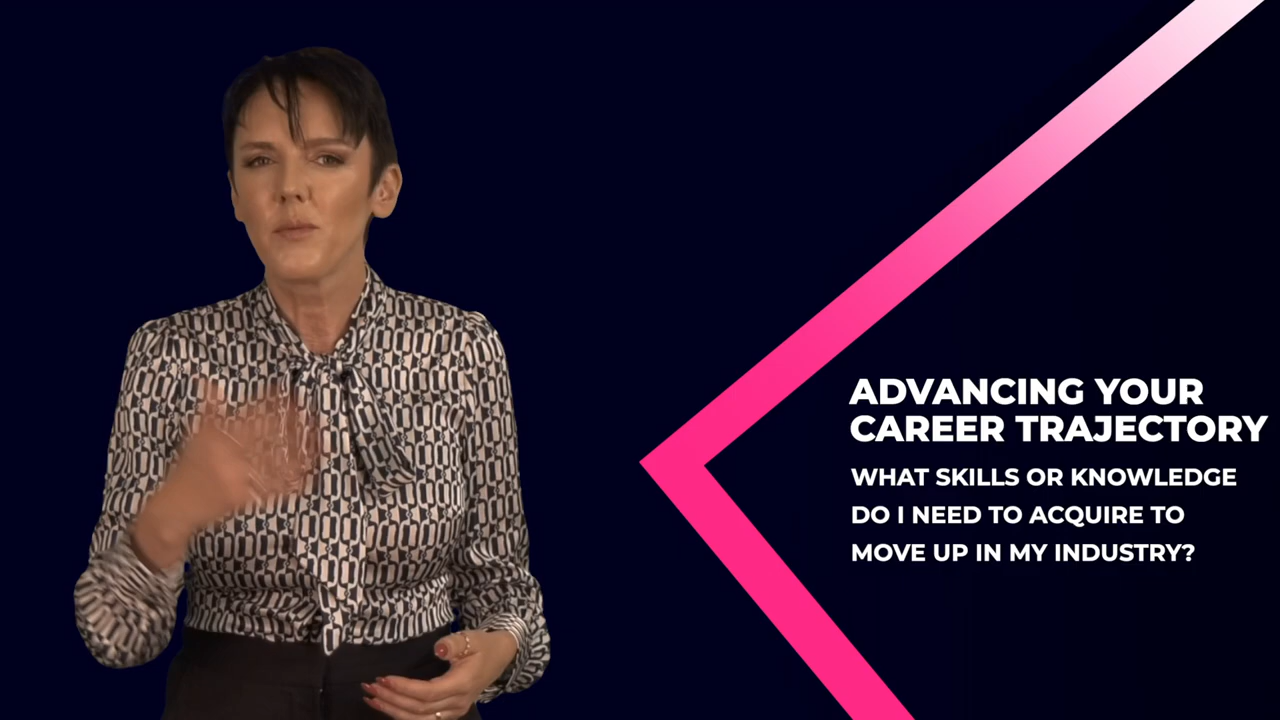 ADVANCING YOUR
CAREER TRAJECTORY
WHAT SKILLS OR KNOWLEDGE
DO I NEED TO ACQUIRE TO
MOVE UP IN MY INDUSTRY?